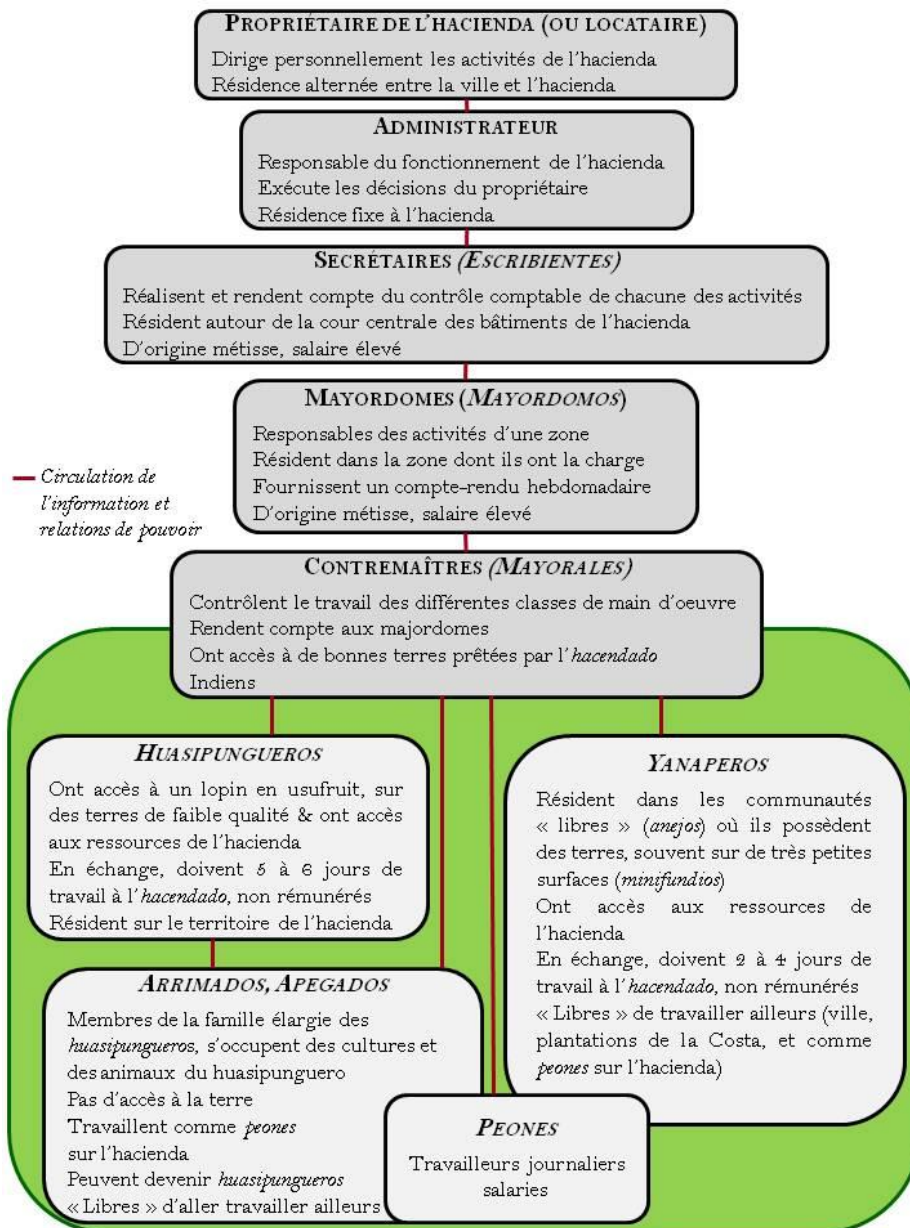 PROPRIÉTAIRE DE L'HACIENDA (OU LOCATAIRE)
Dirige personnellement les activités de l'hacienda
Résidence alternée entre la ville et l'hacienda
ADMINISTRATEUR
Responsable du fonctionnement de l'hacienda
Exécute les décisions du propriétaire
Résidence fixe à l'hacienda
SECRÉTAIRES (ESCRIBIENTES)
Réalisent et rendent compte du contrôle comptable de chacune des activités
Résident autour de la cour centrale des bâtiments de l'hacienda
D'origine métisse, salaire élevé
MAYORDOMES (MAYORDOMOS)
Responsables des activités d'une zone
Résident dans la zone dont ils ont la charge
Fournissent un compte-rendu hebdomadaire
D'origine métisse, salaire élevé
Circulation de
l'information et
relations de pouvoir
CONTREMAÎTRES (MAYORALES)
Contrôlent le travail des différentes classes de main d'oeuvre
Rendent compte aux majordomes
Ont accès à de bonnes terres prêtées par l'hacendado
Indiens
HUASIPUNGUEROS
Ont accès à un lopin en usufruit, sur
des terres de faible qualité & ont accès
aux ressources de l'hacienda
En échange, doivent 5 à 6 jours de
travail à l'hacendado, non rémunérés
Résident sur le territoire de l'hacienda
YANAPEROS
Résident dans les communautés
« libres » (anejos) où ils possèdent
des terres, souvent sur de très petites
surfaces (minifundios)
Ont accès aux ressources de
l'hacienda
En échange, doivent 2 à 4 jours de
travail à l'hacendado, non rémunérés
« Libres » de travailler ailleurs (ville,
plantations de la Costa, et comme
peones sur l'hacienda)
ARRIMADOS, APEGADOS
Membres de la famille élargie des
huasipungueros, s'occupent des cultures et
des animaux du huasipunguero
Pas d'accès à la terre
Travaillent comme peones
sur l'hacienda
Peuvent devenir huasipungueros
« Libres » d'aller travailler ailleurs
PEONES
Travailleurs journaliers
salaries